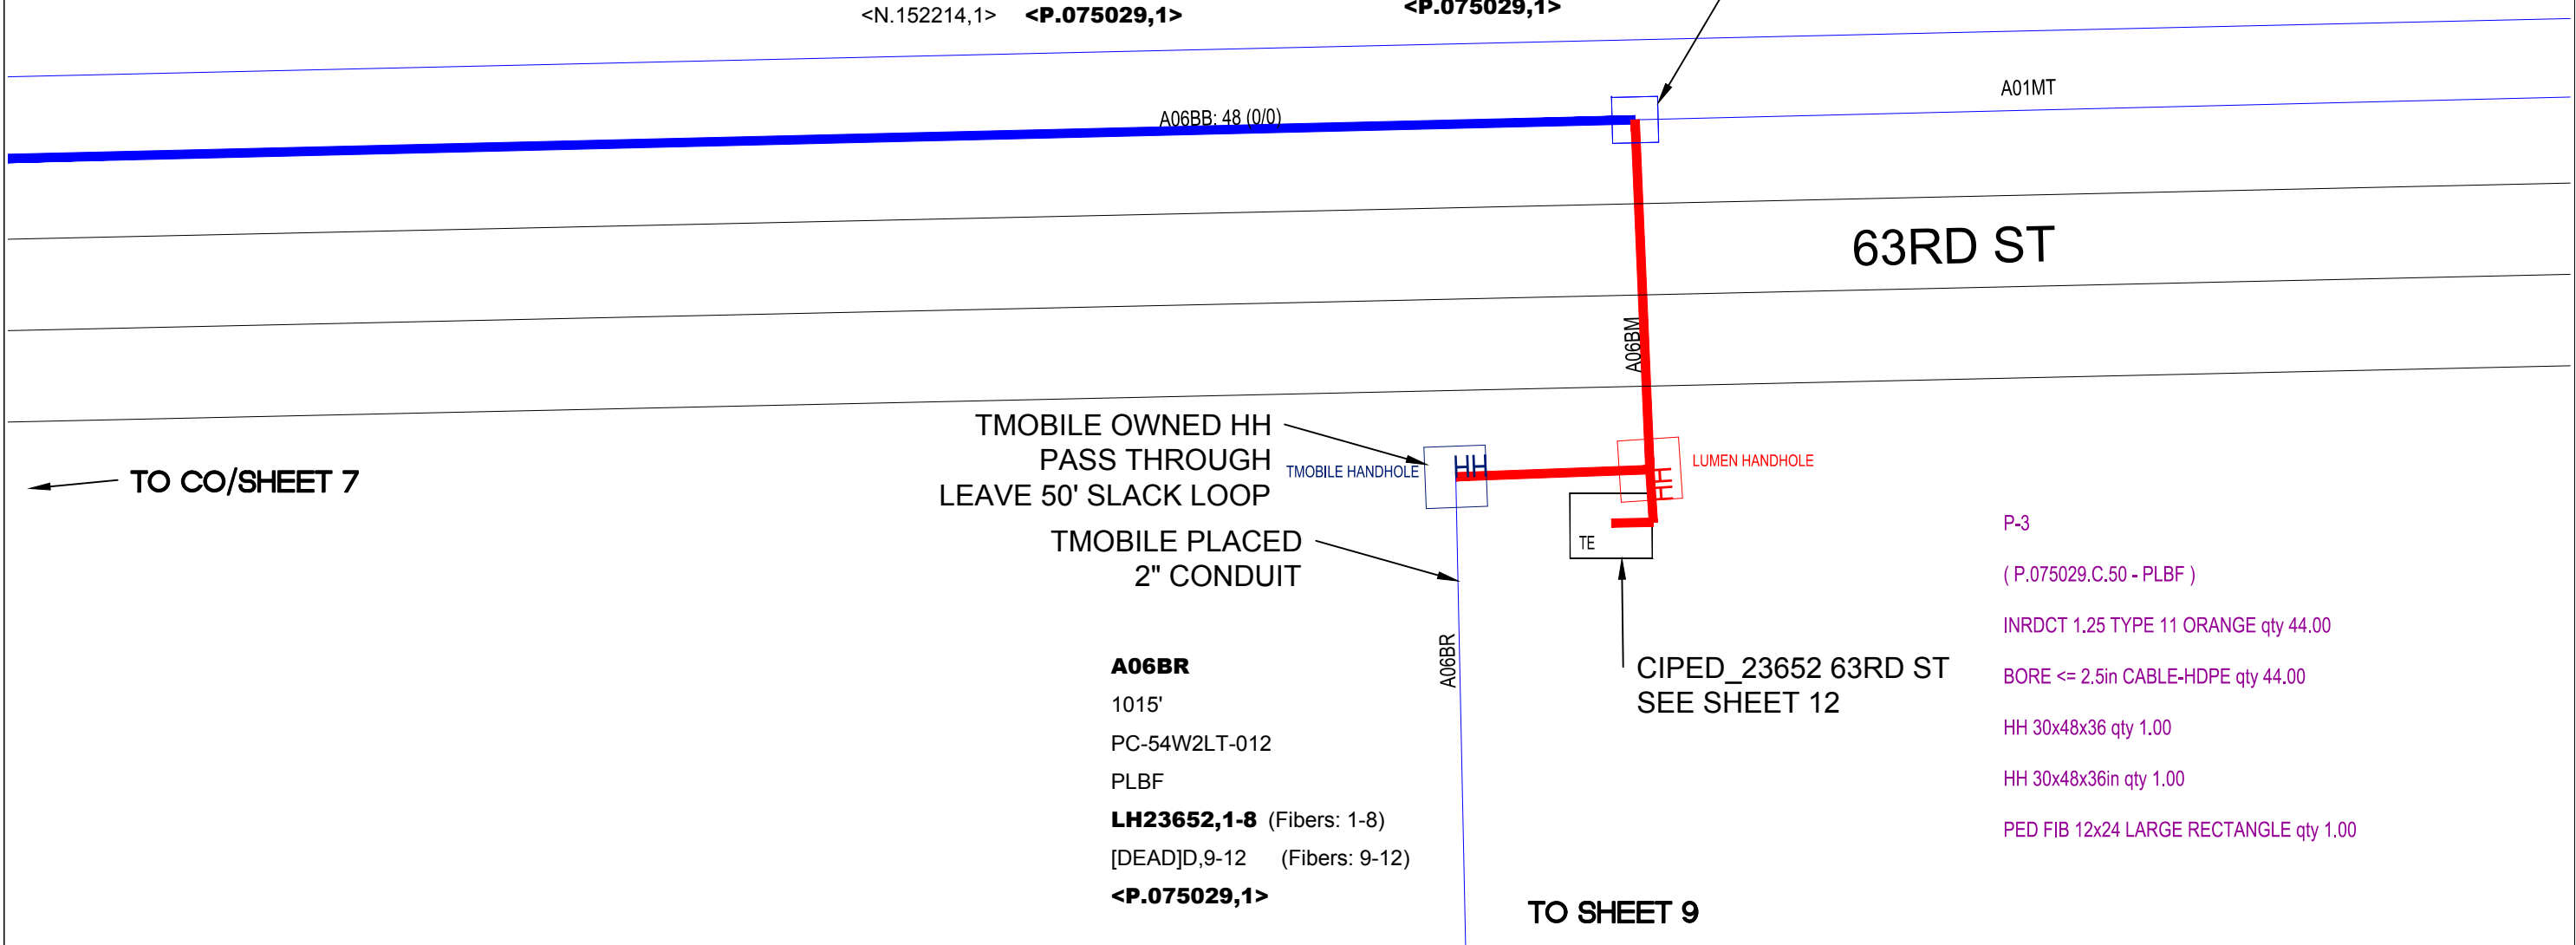 <N.152214,1> <P.075029,1>
<P.075029,1>
A01MT
A06BB: 48 (0/0)
63RD ST
A06BM
TMOBILE OWNED HH
PASS THROUGH
LEAVE 50' SLACK LOOP
TMOBILE HANDHOLE
HH
LUMEN HANDHOLE
HH
TO CO/SHEET 7
TMOBILE PLACED
2" CONDUIT
TE
A06BR
CIPED_23652 63RD ST
SEE SHEET 12
A06BR
1015'
PC-54W2LT-012
PLBF
LH23652,1-8 (Fibers: 1-8)
[DEAD]D,9-12 (Fibers: 9-12)
<P.075029,1>
TO SHEET 9
P-3
( P.075029.C.50 - PLBF )
INRDCT 1.25 TYPE 11 ORANGE qty 44.00
BORE <= 2.5in CABLE-HDPE qty 44.00
HH 30x48x36 qty 1.00
HH 30x48x36in qty 1.00
PED FIB 12x24 LARGE RECTANGLE qty 1.00